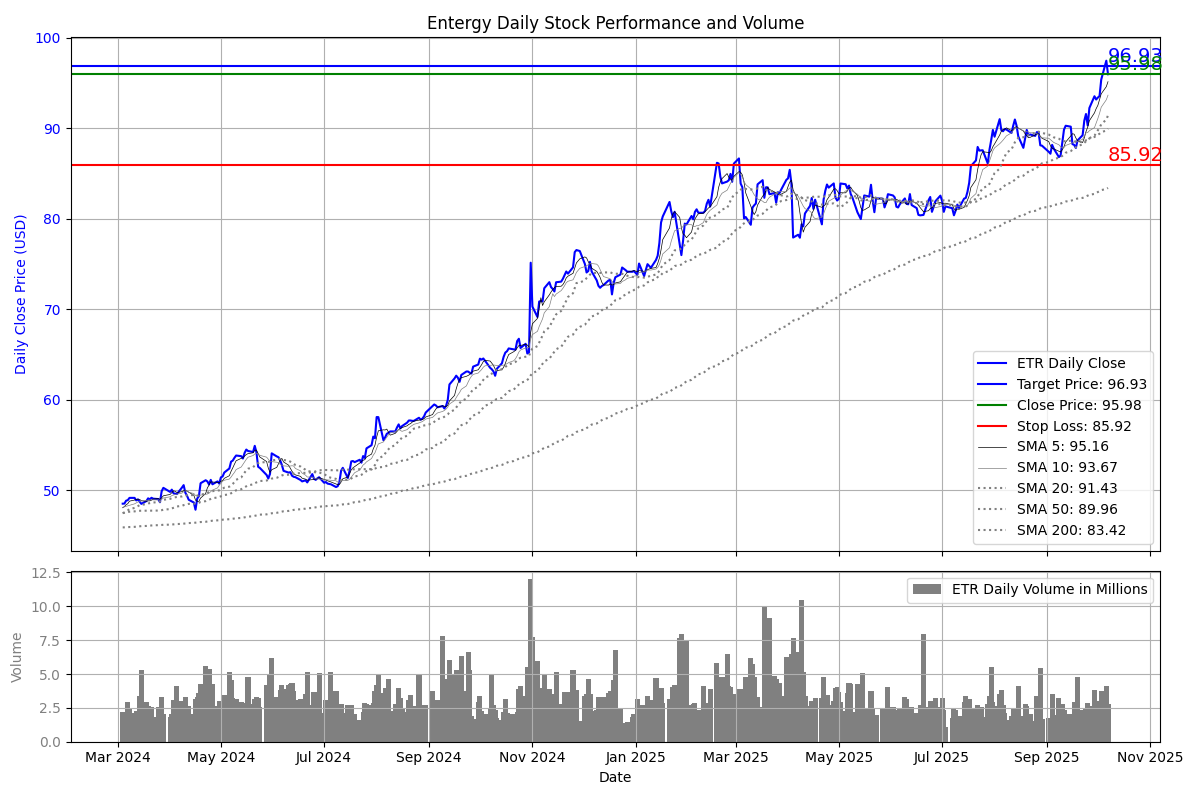 Entergy Daily Stock Performance and Volume
Daily Close Price (USD)
100
90
80
70
60
50
96.93
95.98
85.92
ETR Daily Close
Target Price: 96.93
Close Price: 95.98
Stop Loss: 85.92
SMA 5: 95.16
SMA 10: 93.67
SMA 20: 91.43
SMA 50: 89.96
SMA 200: 83.42
Volume
12.5
10.0
7.5
5.0
2.5
0.0
ETR Daily Volume in Millions
Mar 2024 May 2024 Jul 2024 Sep 2024 Nov 2024 Jan 2025 Mar 2025 May 2025 Jul 2025 Sep 2025 Nov 2025
Date